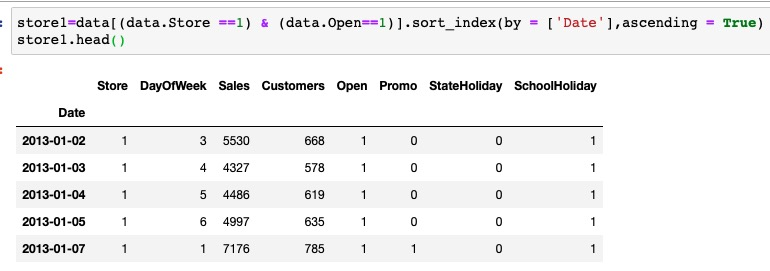 store1=data[(data.Store ==1) & (data.Open==1)].sort_index(by = ['Date'],ascending = True)
store1.head()
Store DayOfWeek Sales Customers Open Promo StateHoliday SchoolHoliday
Date
2013-01-02 1 3 5530 668 1 0 0 1
2013-01-03 1 4 4327 578 1 0 0 1
2013-01-04 1 5 4486 619 1 0 0 1
2013-01-05 1 6 4997 635 1 0 0 1
2013-01-07 1 1 7176 785 1 1 0 1